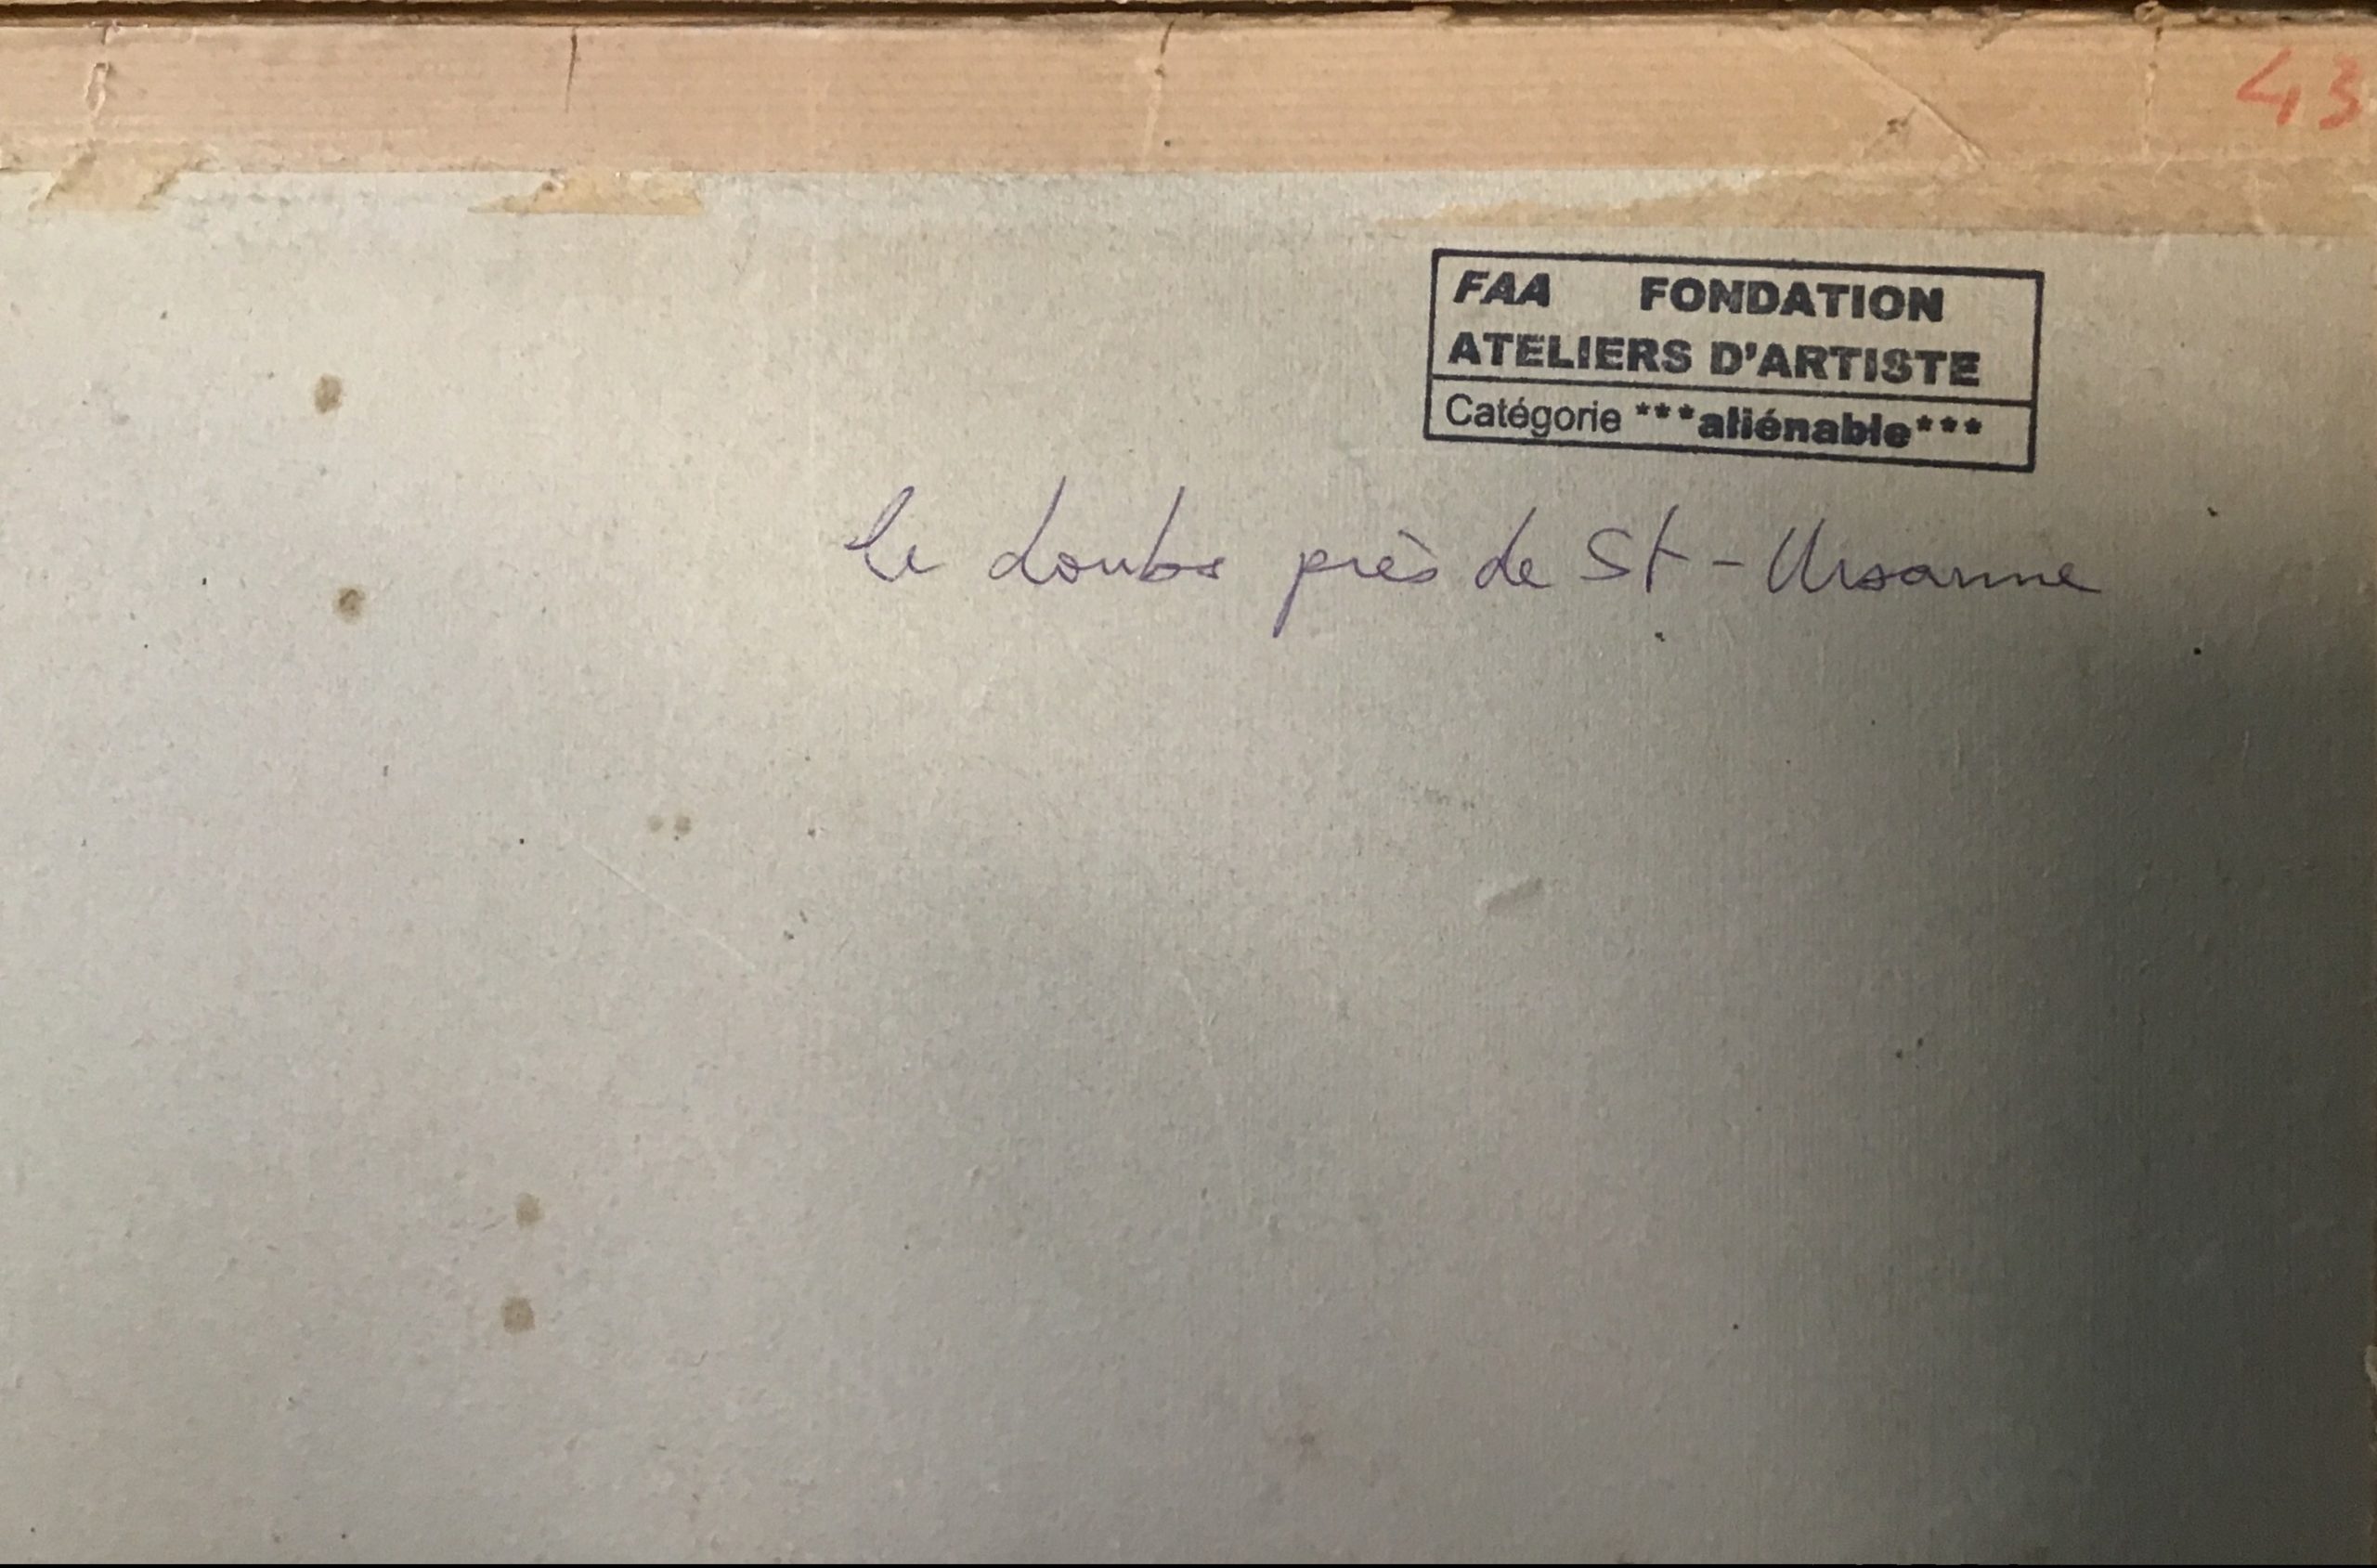 43
FAA FONDATION
ATELIERS D'ARTISTE
Catégorie ***aliénable***
Le doubs près de St-Ursanne